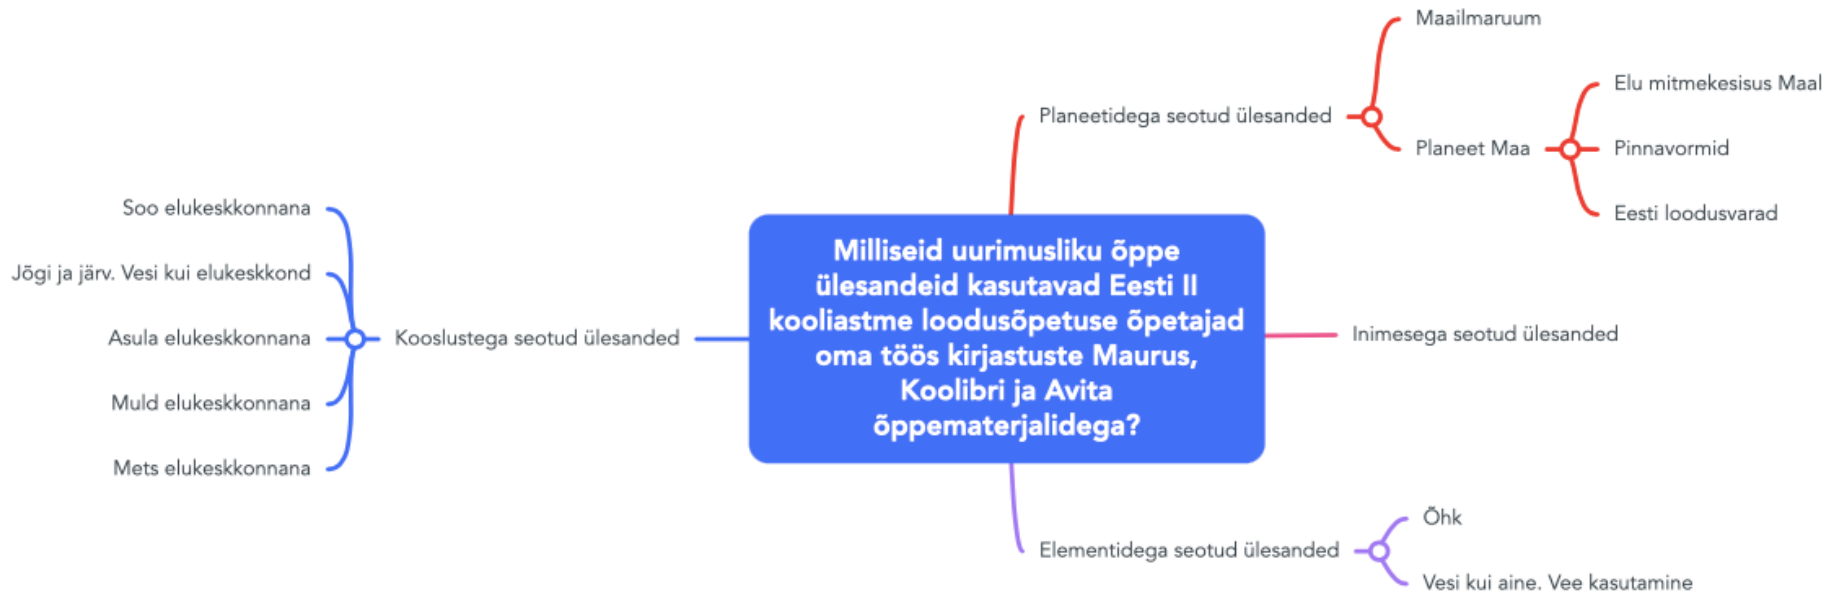 Maailmaruum
Elu mitmekesisus Maal
Planeetidega seotud ülesanded
Planeet Maa
Pinnavormid
Eesti loodusvarad
Soo elukeskkonnana
Jõgi ja järv. Vesi kui elukeskkond
Asula elukeskkonnana
Kooslustega seotud ülesanded
Muld elukeskkonnana
Mets elukeskkonnana
Milliseid uurimusliku õppe
ülesandeid kasutavad Eesti II
kooliastme loodusõpetuse õpetajad
oma töös kirjastuste Maurus,
Koolibri ja Avita
õppematerjalidega?
Inimesega seotud ülesanded
Õhk
Elementidega seotud ülesanded
Vesi kui aine. Vee kasutamine